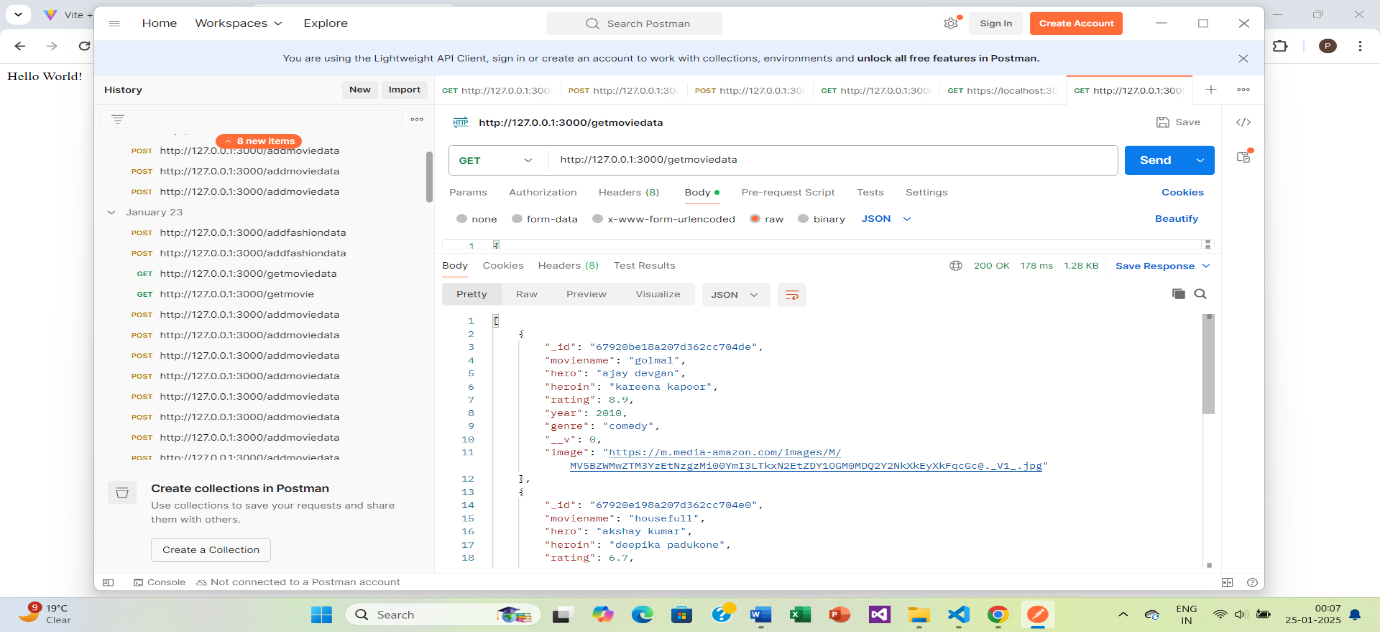 Vite +
Home Workspaces Explore Search Postman Sign In Create Account
You are using the Lightweight API Client, sign in or create an account to work with collections, environments and unlock all free features in Postman.
Hello World!
History New Import
GET http://127.0.0.1:300 POST http://127.0.0.1:300 POST http://127.0.0.1:300 GET http://127.0.0.1:300 GET https://localhost:30 GET http://127.0.0.1:300
HTTP http://127.0.0.1:3000/getmoviedata Save
8 new items
POST http://127.0.0.1:3000/addmoviedata
POST http://127.0.0.1:3000/addmoviedata
POST http://127.0.0.1:3000/addmoviedata
January 23
POST http://127.0.0.1:3000/addfashiondata
POST http://127.0.0.1:3000/addfashiondata
GET http://127.0.0.1:3000/getmoviedata
GET http://127.0.0.1:3000/getmovie
POST http://127.0.0.1:3000/addmoviedata
POST http://127.0.0.1:3000/addmoviedata
POST http://127.0.0.1:3000/addmoviedata
POST http://127.0.0.1:3000/addmoviedata
POST http://127.0.0.1:3000/addmoviedata
POST http://127.0.0.1:3000/addmoviedata
POST http://127.0.0.1:3000/addmoviedata
POST http://127.0.0.1:3000/addmoviedata
Create collections in Postman
Use collections to save your requests and share
them with others.
Create a Collection
GET http://127.0.0.1:3000/getmoviedata Send
Params Authorization Headers (8) Body Pre-request Script Tests Settings Cookies
none form-data x-www-form-urlencoded raw binary JSON Beautify
1 {
Body Cookies Headers (8) Test Results 200 OK 178 ms 1.28 KB Save Response
Pretty Raw Preview Visualize JSON
1 [
2 {
3 "_id": "67920be18a207d362cc704de",
4 "moviename": "golmal",
5 "hero": "ajay devgan",
6 "heroin": "kareena kapoor",
7 "rating": 8.9,
8 "year": 2010,
9 "genre": "comedy",
10 "__v": 0,
11 "image": "https://m.media-amazon.com/images/M/
MV5BZWMwZTM3YzEtNzgzMi00YmI3LTkxN2EtZDY1OGM0MDQ2Y2NkXkEyXkFqcGc@._V1_.jpg"
12 },
13 {
14 "_id": "67920e198a207d362cc704e0",
15 "moviename": "housefull",
16 "hero": "akshay kumar",
17 "heroin": "deepika padukone",
18 "rating": 6.7,
Console Not connected to a Postman account
P
9 19°C
Clear
Search
ENG
IN
00:07
25-01-2025